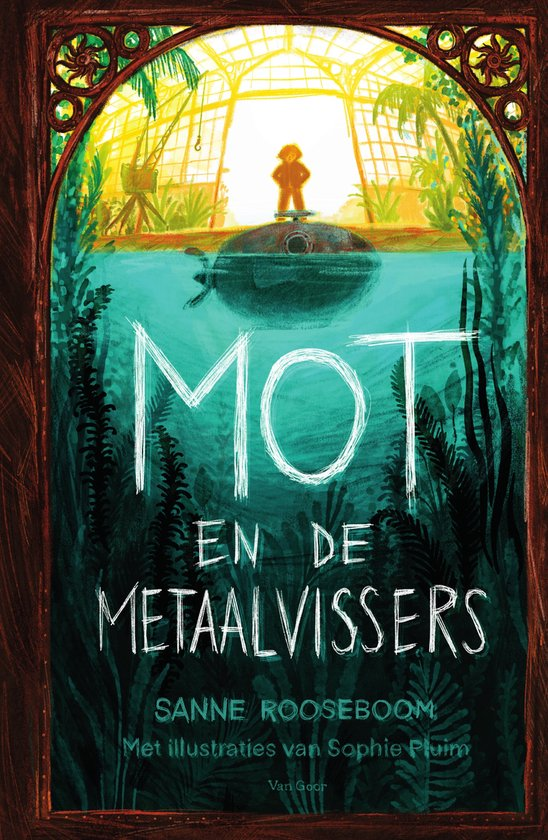 MOT
EN DE
METAALVISSERS
SANNE ROOSEBOOM
Met illustraties van Sophie Pluim
Van Goor